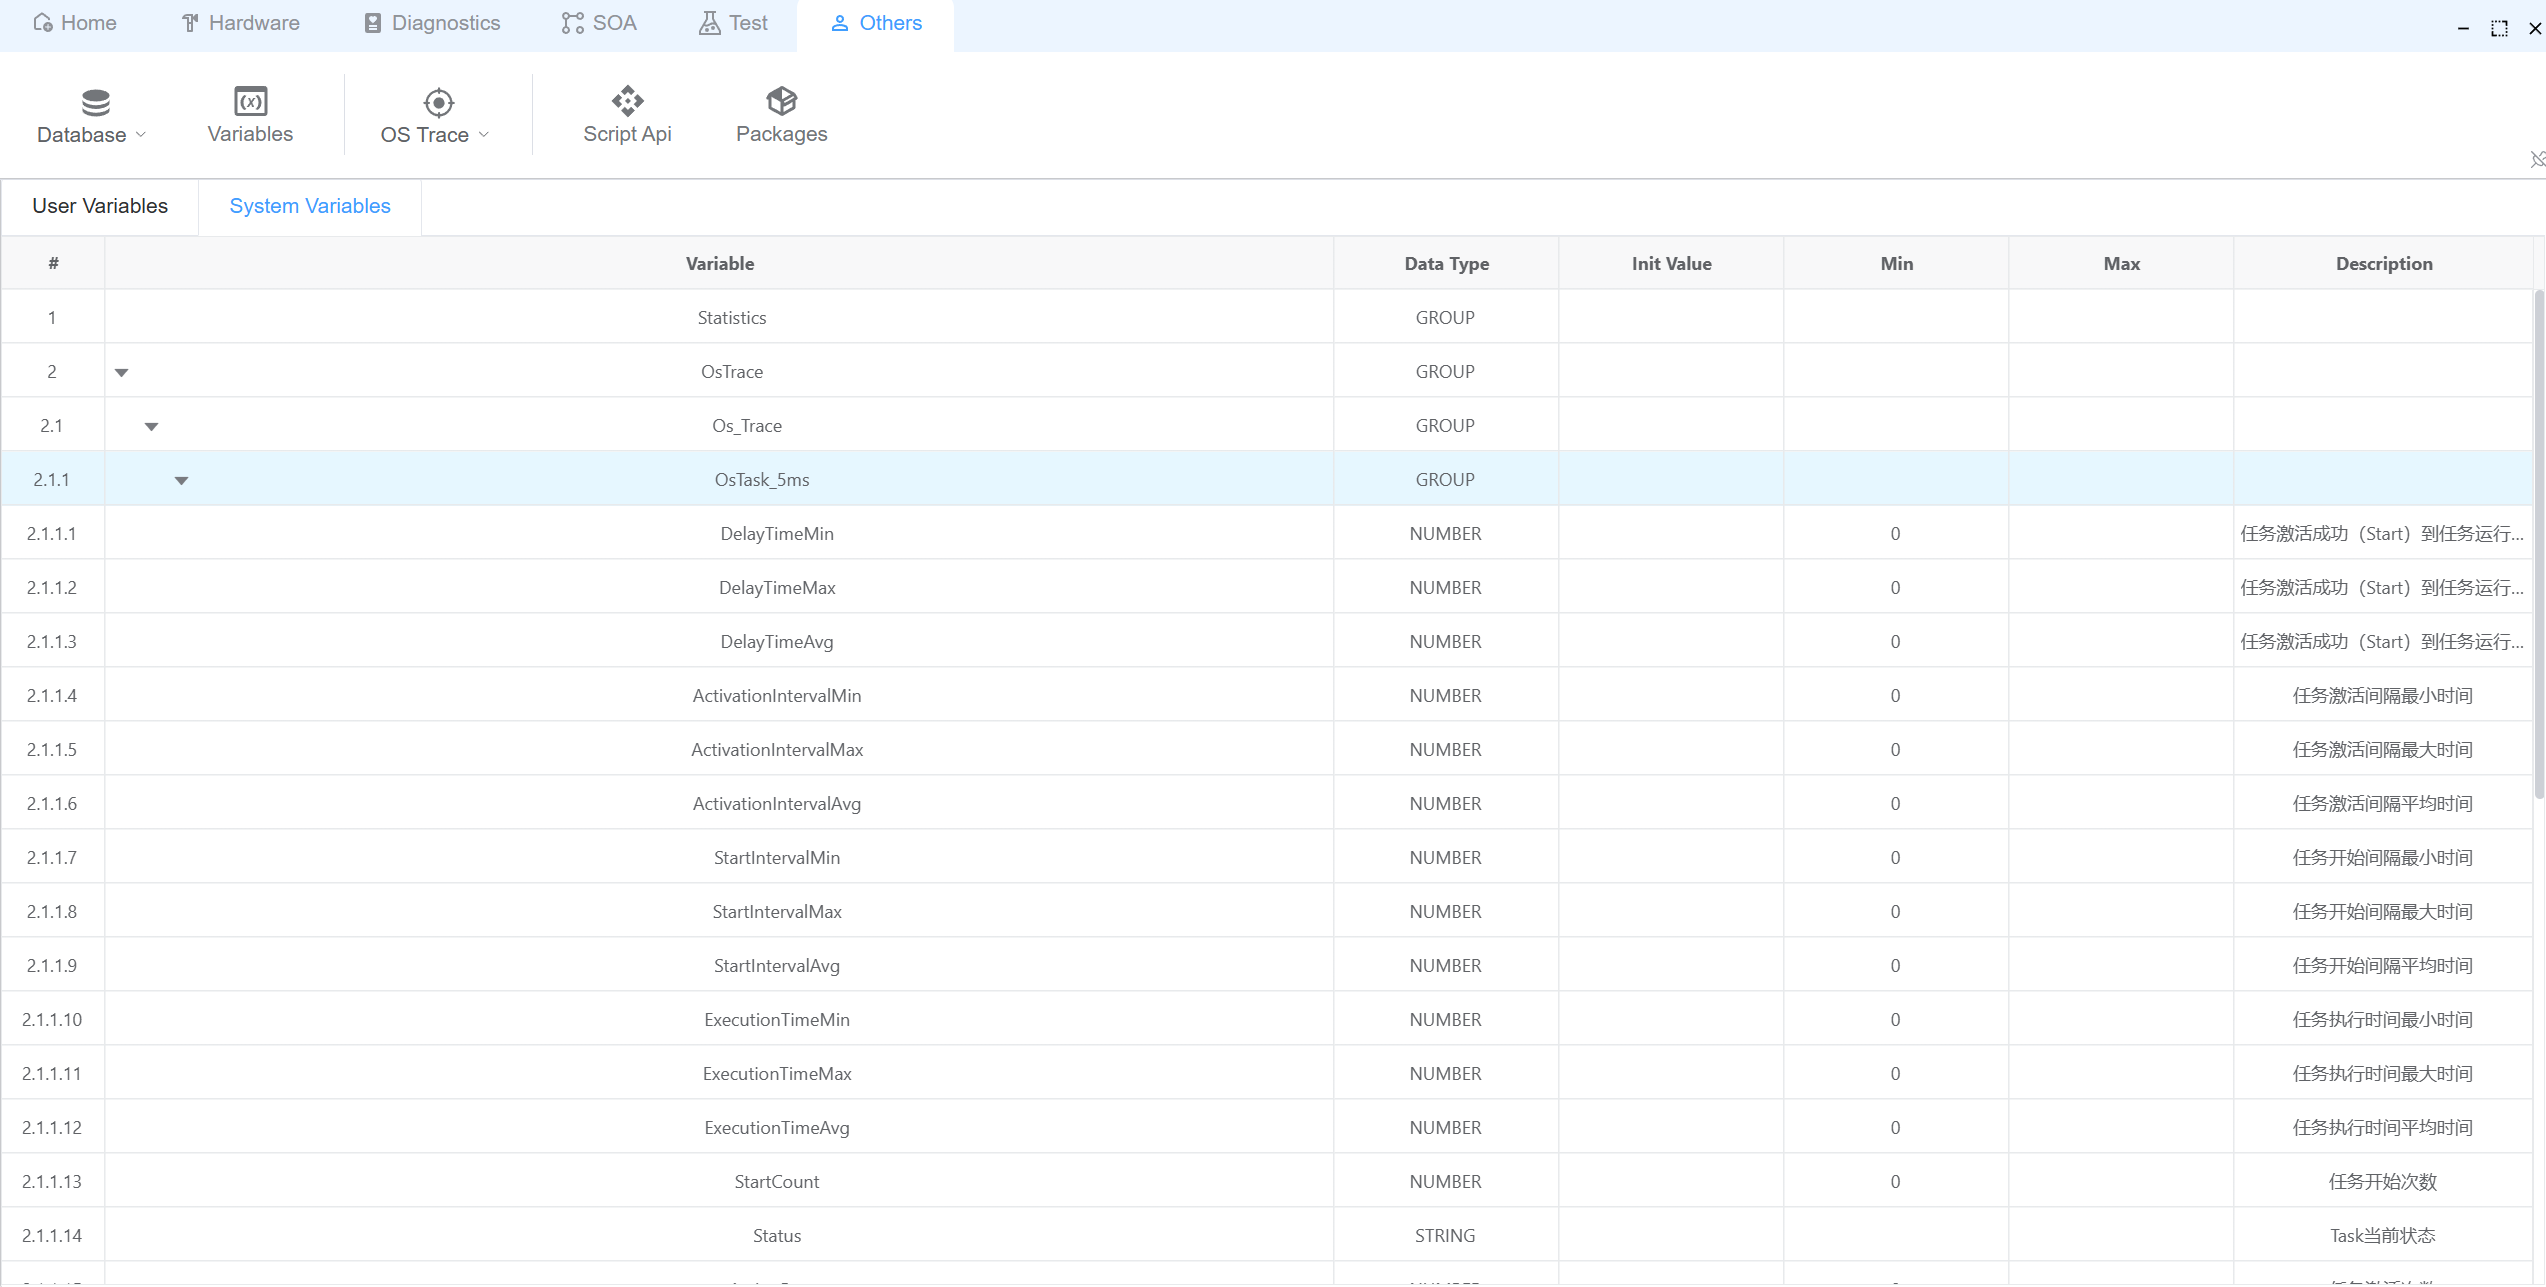 Home Hardware Diagnostics SOA Test Others
Database Variables OS Trace Script Api Packages
User Variables System Variables
# Variable Data Type Init Value Min Max Description
1 Statistics GROUP
2 OsTrace GROUP
2.1 Os_Trace GROUP
2.1.1 OsTask_5ms GROUP
2.1.1.1 DelayTimeMin NUMBER 0 任务激活成功（Start）到任务运行...
2.1.1.2 DelayTimeMax NUMBER 0 任务激活成功（Start）到任务运行...
2.1.1.3 DelayTimeAvg NUMBER 0 任务激活成功（Start）到任务运行...
2.1.1.4 ActivationIntervalMin NUMBER 0 任务激活间隔最小时间
2.1.1.5 ActivationIntervalMax NUMBER 0 任务激活间隔最大时间
2.1.1.6 ActivationIntervalAvg NUMBER 0 任务激活间隔平均时间
2.1.1.7 StartIntervalMin NUMBER 0 任务开始间隔最小时间
2.1.1.8 StartIntervalMax NUMBER 0 任务开始间隔最大时间
2.1.1.9 StartIntervalAvg NUMBER 0 任务开始间隔平均时间
2.1.1.10 ExecutionTimeMin NUMBER 0 任务执行时间最小时间
2.1.1.11 ExecutionTimeMax NUMBER 0 任务执行时间最大时间
2.1.1.12 ExecutionTimeAvg NUMBER 0 任务执行时间平均时间
2.1.1.13 StartCount NUMBER 0 任务开始次数
2.1.1.14 Status STRING Task当前状态